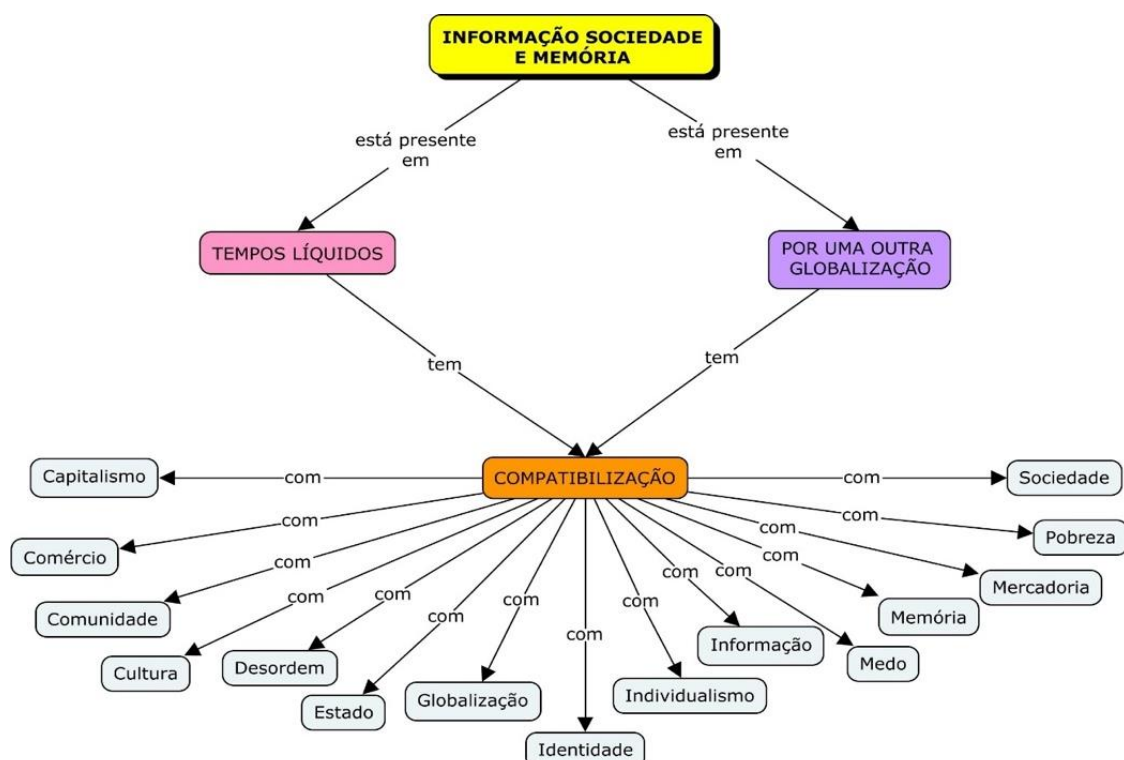 INFORMAÇÃO SOCIEDADE
E MEMÓRIA
está presente
em
está presente
em
TEMPOS LÍQUIDOS
POR UMA OUTRA
GLOBALIZAÇÃO
tem
tem
COMPATIBILIZAÇÃO
Capitalismo
com
com
Sociedade
Comércio
com
com
Pobreza
Comunidade
com
com
Mercadoria
Cultura
com
com
Memória
Desordem
com
com
Medo
Estado
com
com
Informação
Globalização
com
com
Individualismo
com
Identidade